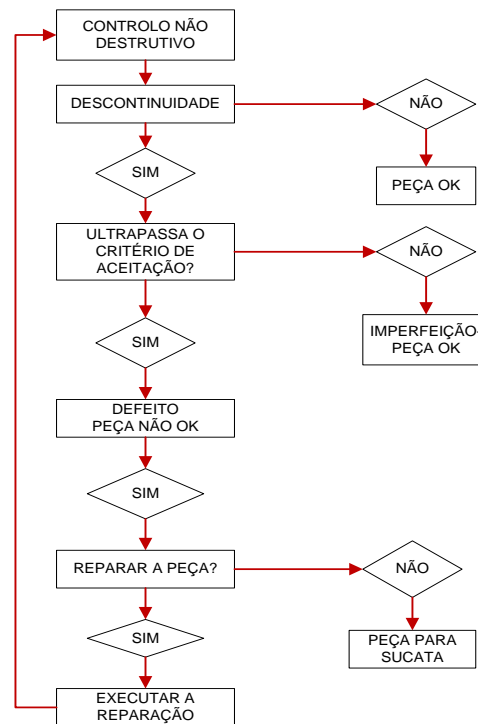 CONTROLO NÃO
DESTRUTIVO
DESCONTINUIDADE
NÃO
SIM
PEÇA OK
ULTRAPASSA O
CRITÉRIO DE
ACEITAÇÃO?
NÃO
SIM
IMPERFEIÇÃO-
PEÇA OK
DEFEITO
PEÇA NÃO OK
SIM
REPARAR A PEÇA?
NÃO
SIM
PEÇA PARA
SUCATA
EXECUTAR A
REPARAÇÃO